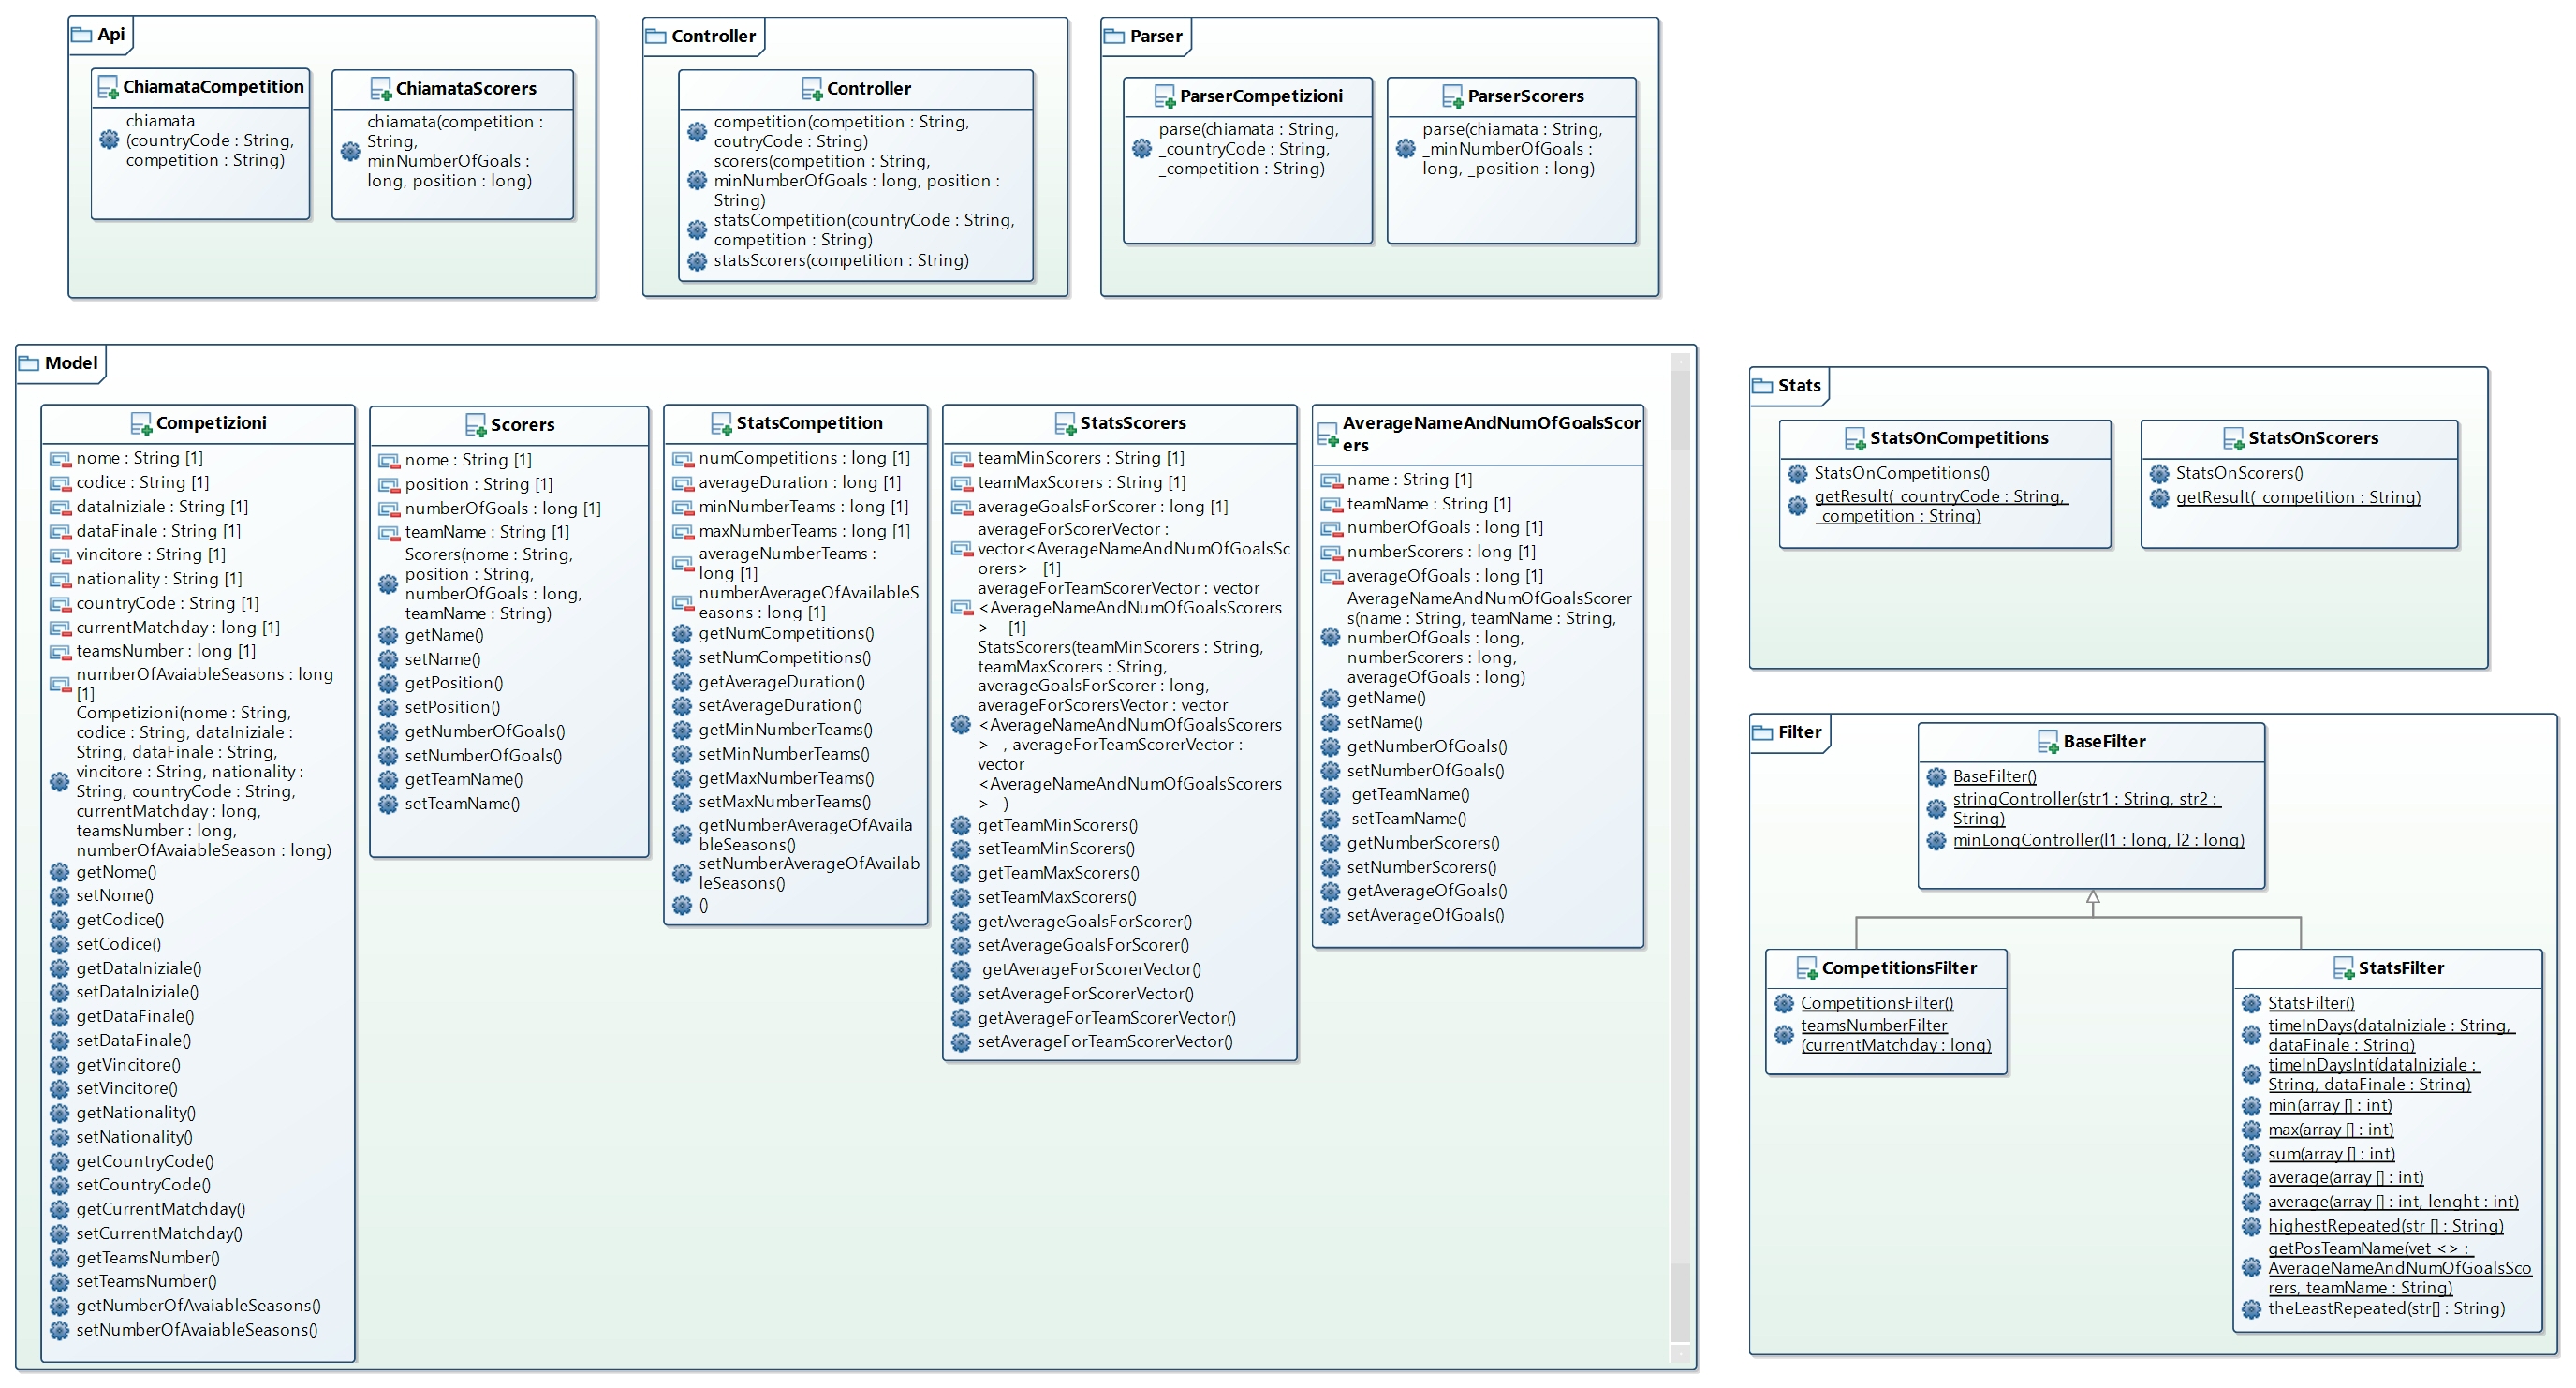 Api
ChiamataCompetition
chiamata
(countryCode : String,
competition : String)
ChiamataScorers
chiamata(competition :
String,
minNumberOfGoals :
long, position : long)
Controller
Controller
competition(competition : String,
coutryCode : String)
scorers(competition : String,
minNumberOfGoals : long, position :
String)
statsCompetition(countryCode : String,
competition : String)
statsScorers(competition : String)
Parser
ParserCompetizioni
parse(chiamata : String,
_countryCode : String,
_competition : String)
ParserScorers
parse(chiamata : String,
_minNumberOfGoals :
long, _position : long)
Model
Competizioni
nome : String [1]
codice : String [1]
dataIniziale : String [1]
dataFinale : String [1]
vincitore : String [1]
nationality : String [1]
countryCode : String [1]
currentMatchday : long [1]
teamsNumber : long [1]
numberOfAvaiableSeasons : long
[1]
Competizioni(nome : String,
codice : String, dataIniziale :
String, dataFinale : String,
vincitore : String, nationality :
String, countryCode : String,
currentMatchday : long,
teamsNumber : long,
numberOfAvaiableSeason : long)
getNome()
setNome()
getCodice()
setCodice()
getDataIniziale()
setDataIniziale()
getDataFinale()
setDataFinale()
getVincitore()
setVincitore()
getNationality()
setNationality()
getCountryCode()
setCountryCode()
getCurrentMatchday()
setCurrentMatchday()
getTeamsNumber()
setTeamsNumber()
getNumberOfAvaiableSeasons()
setNumberOfAvaiableSeasons()
Scorers
nome : String [1]
position : String [1]
numberOfGoals : long [1]
teamName : String [1]
Scorers(nome : String,
position : String,
numberOfGoals : long,
teamName : String)
getName()
setName()
getPosition()
setPosition()
getNumberOfGoals()
setNumberOfGoals()
getTeamName()
setTeamName()
StatsCompetition
numCompetitions : long [1]
averageDuration : long [1]
minNumberTeams : long [1]
maxNumberTeams : long [1]
averageNumberTeams :
long [1]
numberAverageOfAvailableS
easons : long [1]
getNumCompetitions()
setNumCompetitions()
getAverageDuration()
setAverageDuration()
getMinNumberTeams()
setMinNumberTeams()
getMaxNumberTeams()
setMaxNumberTeams()
getNumberAverageOfAvaila
bleSeasons()
setNumberAverageOfAvailab
leSeasons()
()
StatsScorers
teamMinScorers : String [1]
teamMaxScorers : String [1]
averageGoalsForScorer : long [1]
averageForScorerVector :
vector<AverageNameAndNumOfGoalsSc
orers> [1]
averageForTeamScorerVector : vector
<AverageNameAndNumOfGoalsScorers
> [1]
StatsScorers(teamMinScorers : String,
teamMaxScorers : String,
averageGoalsForScorer : long,
averageForScorersVector : vector
<AverageNameAndNumOfGoalsScorers
> , averageForTeamScorerVector :
vector
<AverageNameAndNumOfGoalsScorers
> )
getTeamMinScorers()
setTeamMinScorers()
getTeamMaxScorers()
setTeamMaxScorers()
getAverageGoalsForScorer()
setAverageGoalsForScorer()
getAverageForScorerVector()
setAverageForScorerVector()
getAverageForTeamScorerVector()
setAverageForTeamScorerVector()
AverageNameAndNumOfGoalsScor
ers
name : String [1]
teamName : String [1]
numberOfGoals : long [1]
numberScorers : long [1]
averageOfGoals : long [1]
AverageNameAndNumOfGoalsScorer
s(name : String, teamName : String,
numberOfGoals : long,
numberScorers : long,
averageOfGoals : long)
getName()
setName()
getNumberOfGoals()
setNumberOfGoals()
getTeamName()
setTeamName()
getNumberScorers()
setNumberScorers()
getAverageOfGoals()
setAverageOfGoals()
Stats
StatsOnCompetitions
StatsOnCompetitions()
getResult(_countryCode : String,
_competition : String)
StatsOnScorers
StatsOnScorers()
getResult(_competition : String)
Filter
BaseFilter
BaseFilter()
stringController(str1 : String, str2 :
String)
minLongController(l1 : long, l2 : long)
CompetitionsFilter
CompetitionsFilter()
teamsNumberFilter
(currentMatchday : long)
StatsFilter
StatsFilter()
timeInDays(dataIniziale : String,
dataFinale : String)
timeInDaysInt(dataIniziale :
String, dataFinale : String)
min(array [] : int)
max(array [] : int)
sum(array [] : int)
average(array [] : int)
average(array [] : int, lenght : int)
highestRepeated(str [] : String)
getPosTeamName(vet <> :
AverageNameAndNumOfGoalsSco
rers, teamName : String)
theLeastRepeated(str[] : String)